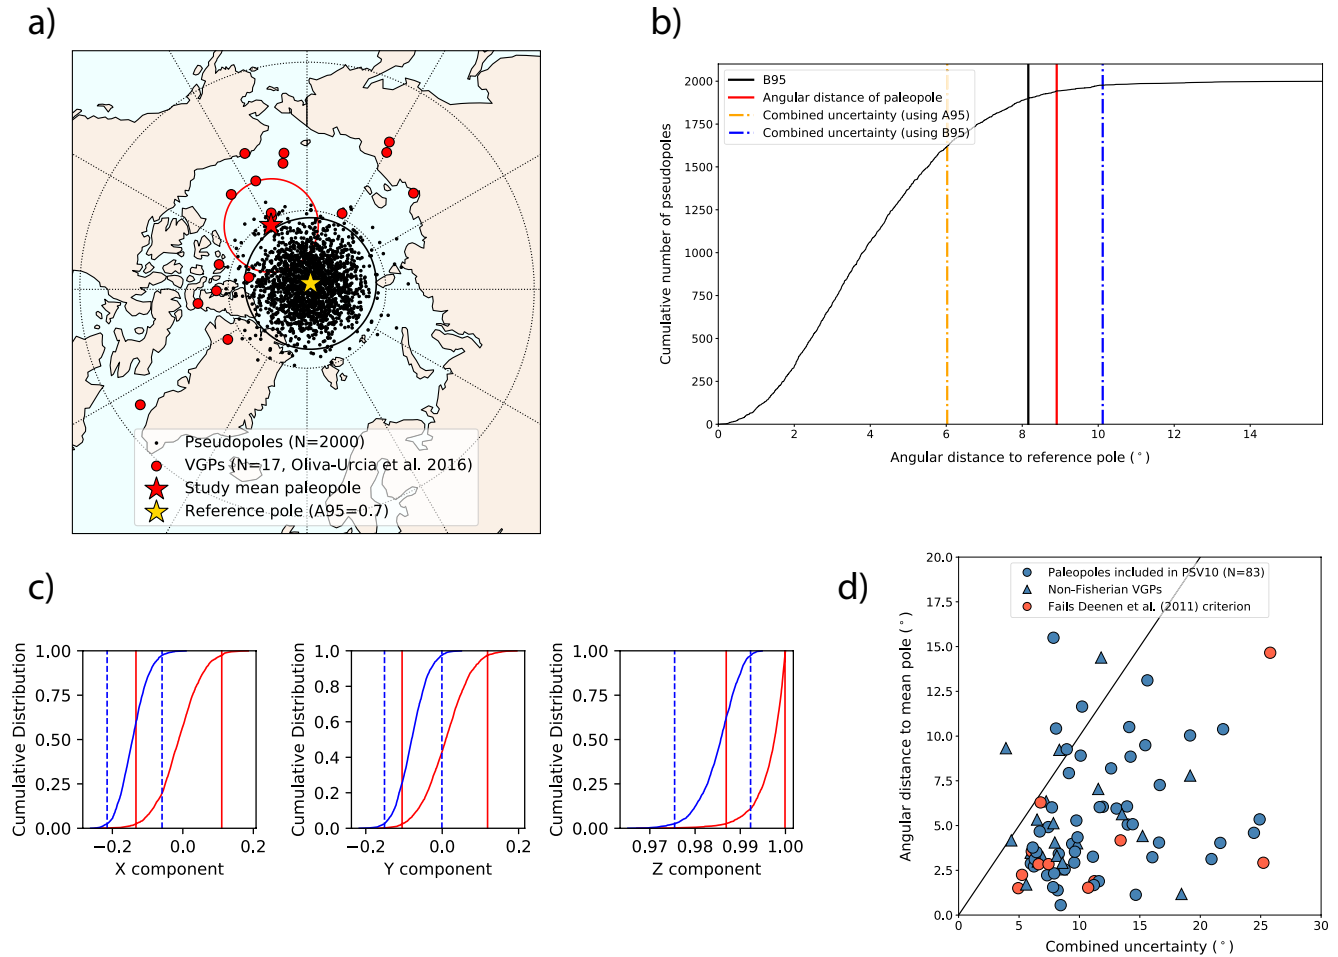 a)
Pseudopoles (N=2000)
VGPs (N=17, Oliva-Urcia et al. 2016)
Study mean paleopole
Reference pole (A95=0.7)
b)
B95
Angular distance of paleopole
Combined uncertainty (using A95)
Combined uncertainty (using B95)
Cumulative number of pseudopoles
2000
1750
1500
1250
1000
750
500
250
0
0 2 4 6 8 10 12 14
Angular distance to reference pole (°)
c)
Cumulative Distribution
1.00
0.75
0.50
0.25
0.00
−0.2 0.0 0.2
X component
Cumulative Distribution
1.0
0.8
0.6
0.4
0.2
0.0
−0.2 0.0 0.2
Y component
Cumulative Distribution
1.00
0.75
0.50
0.25
0.00
0.97 0.98 0.99 1.00
Z component
d)
Paleopoles included in PSV10 (N=83)
Non-Fisherian VGPs
Fails Deenen et al. (2011) criterion
Angular distance to mean pole (°)
20.0
17.5
15.0
12.5
10.0
7.5
5.0
2.5
0.0
0 5 10 15 20 25 30
Combined uncertainty (°)